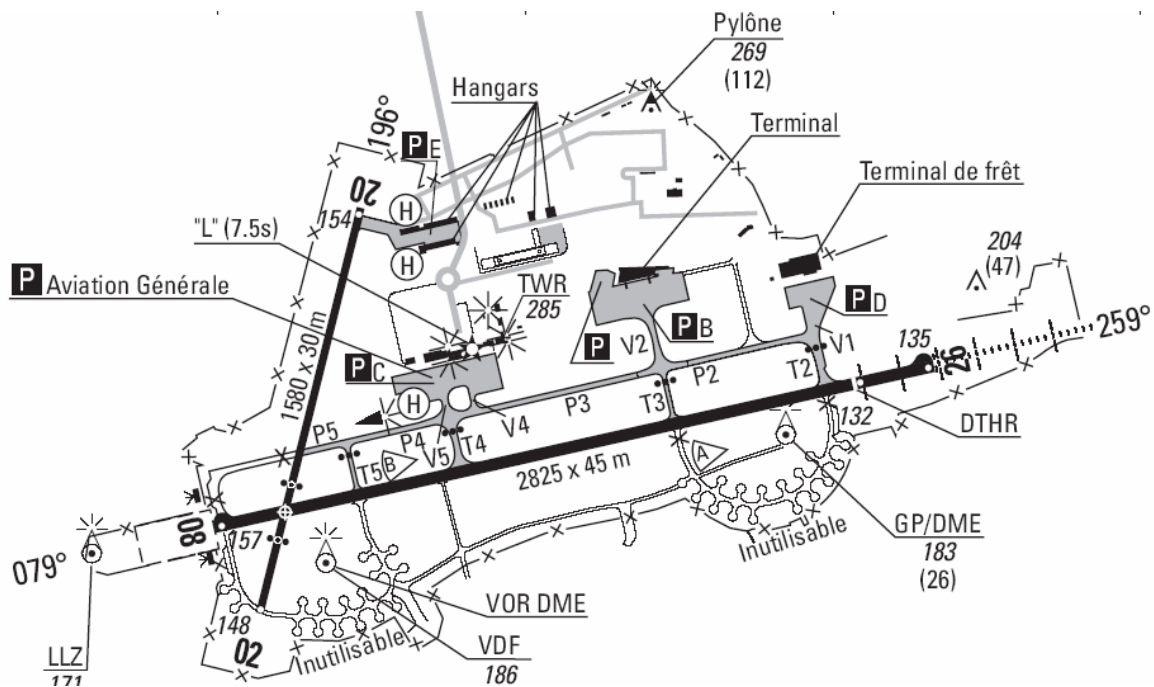 Pylône
269
(112)
Hangars
Terminal
196°
P E
Terminal de frêt
20
154
H
"L" (7.5s)
H
204
(47)
P Aviation Générale
TWR
285
P D
P B
V2
P
V1
135
259°
26
1580 x 30 m
P C
T2
P2
H
T3
P3
132
DTHR
P5
P4
V5
T4
V4
T5
B
A
2825 x 45 m
08
157
079°
GP/DME
183
(26)
Inutilisable
VOR DME
148
02
Inutilisable
VDF
186
LLZ
171